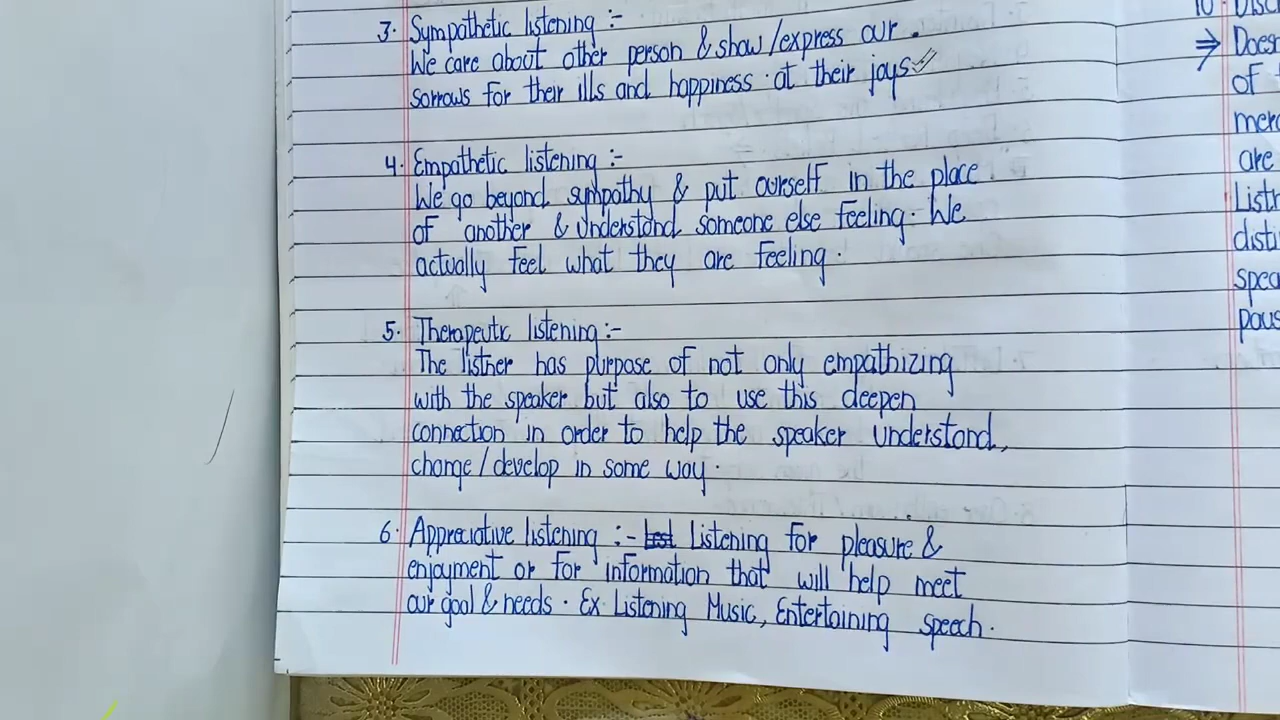 3. Sympathetic listening :-
We care about other person & show/express our.
sorrows for their ills and happiness at their joys
4. Empathetic listening :-
We go beyond sympathy & put ourself in the place
of another & understand someone else feeling. We
actually feel what they are feeling.
5. Therapeutic listening :-
The listner has purpose of not only empathizing
with the speaker but also to use this deepen
connection in order to help the speaker understand,
change/develop in some way.
6. Appreciative listening :- Listening for pleasure &
enjoyment or for information that will help meet
our goal & needs. Ex Listening Music, Entertaining speech.
10.
⇒ Does
of
are